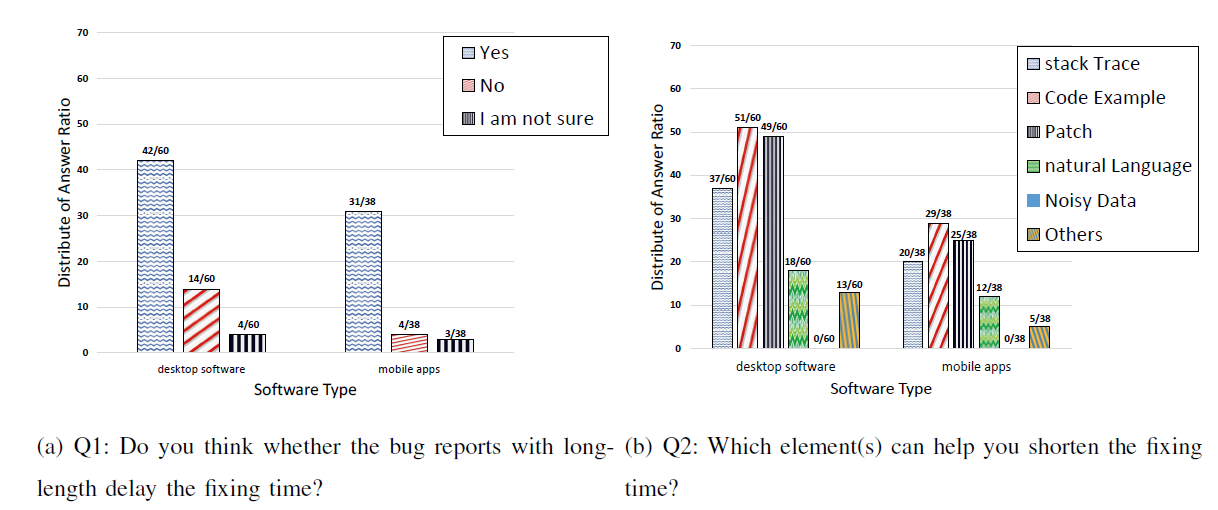 70
60
50
40
30
20
10
0
Distribute of Answer Ratio
Yes
No
I am not sure
42/60
14/60
4/60
31/38
4/38
3/38
desktop software
mobile apps
Software Type
(a) Q1: Do you think whether the bug reports with long-
length delay the fixing time?
70
60
50
40
30
20
10
0
Distribute of Answer Ratio
stack Trace
Code Example
Patch
natural Language
Noisy Data
Others
37/60
51/60
49/60
18/60
0/60
13/60
20/38
29/38
25/38
12/38
0/38
5/38
desktop software
mobile apps
Software Type
(b) Q2: Which element(s) can help you shorten the fixing
time?